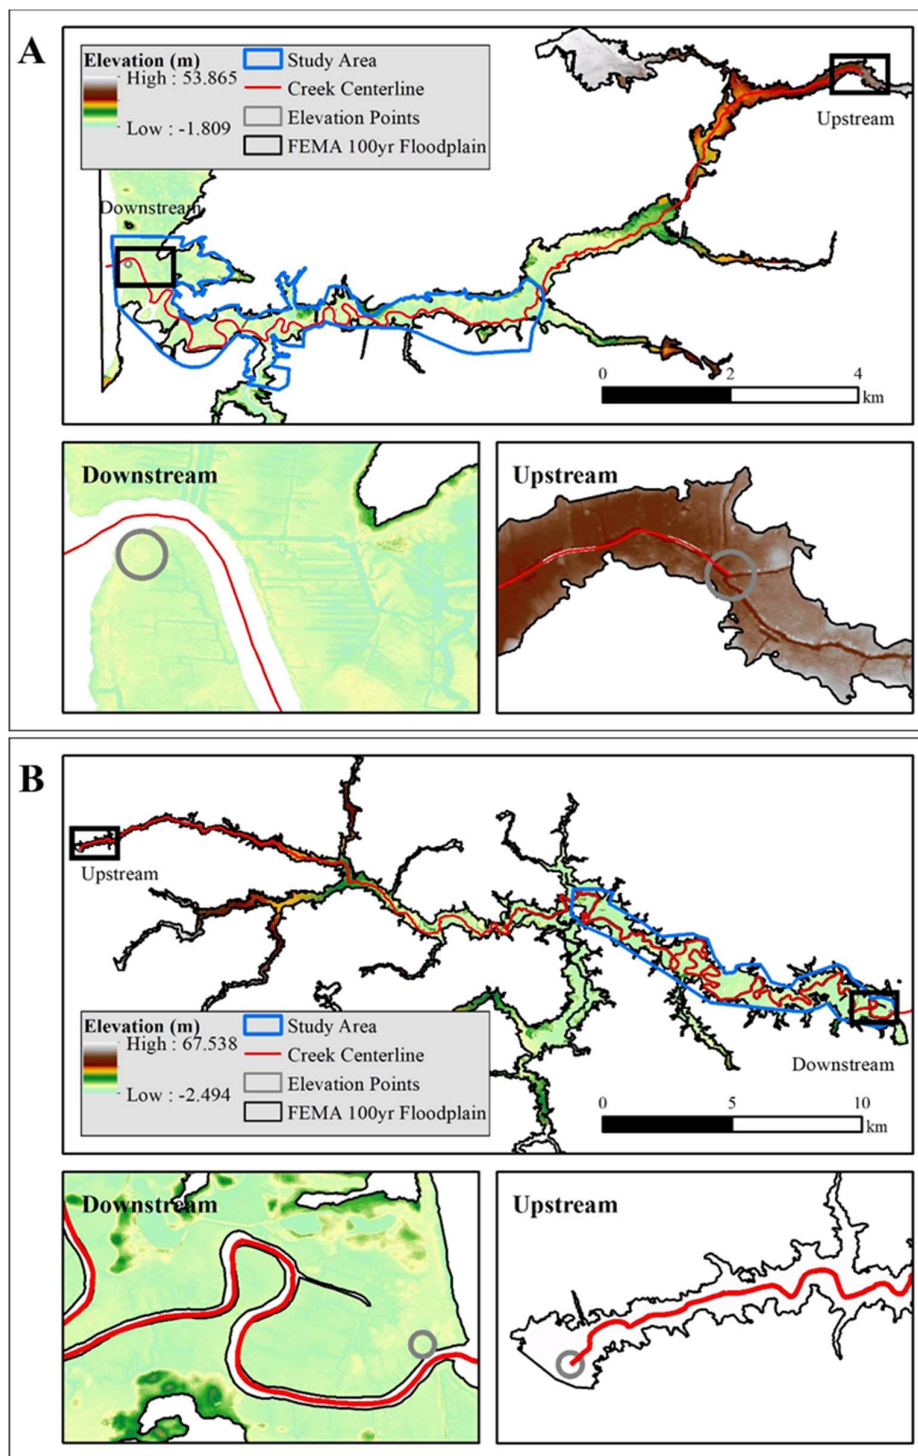 A
Elevation (m)
High : 53.865
Low : -1.809
Study Area
Creek Centerline
Elevation Points
FEMA 100yr Floodplain
Upstream
Downstream
0 2 4
km
Downstream
Upstream
B
Upstream
Elevation (m)
High : 67.538
Low : -2.494
Study Area
Creek Centerline
Elevation Points
FEMA 100yr Floodplain
Downstream
0 5 10
km
Downstream
Upstream